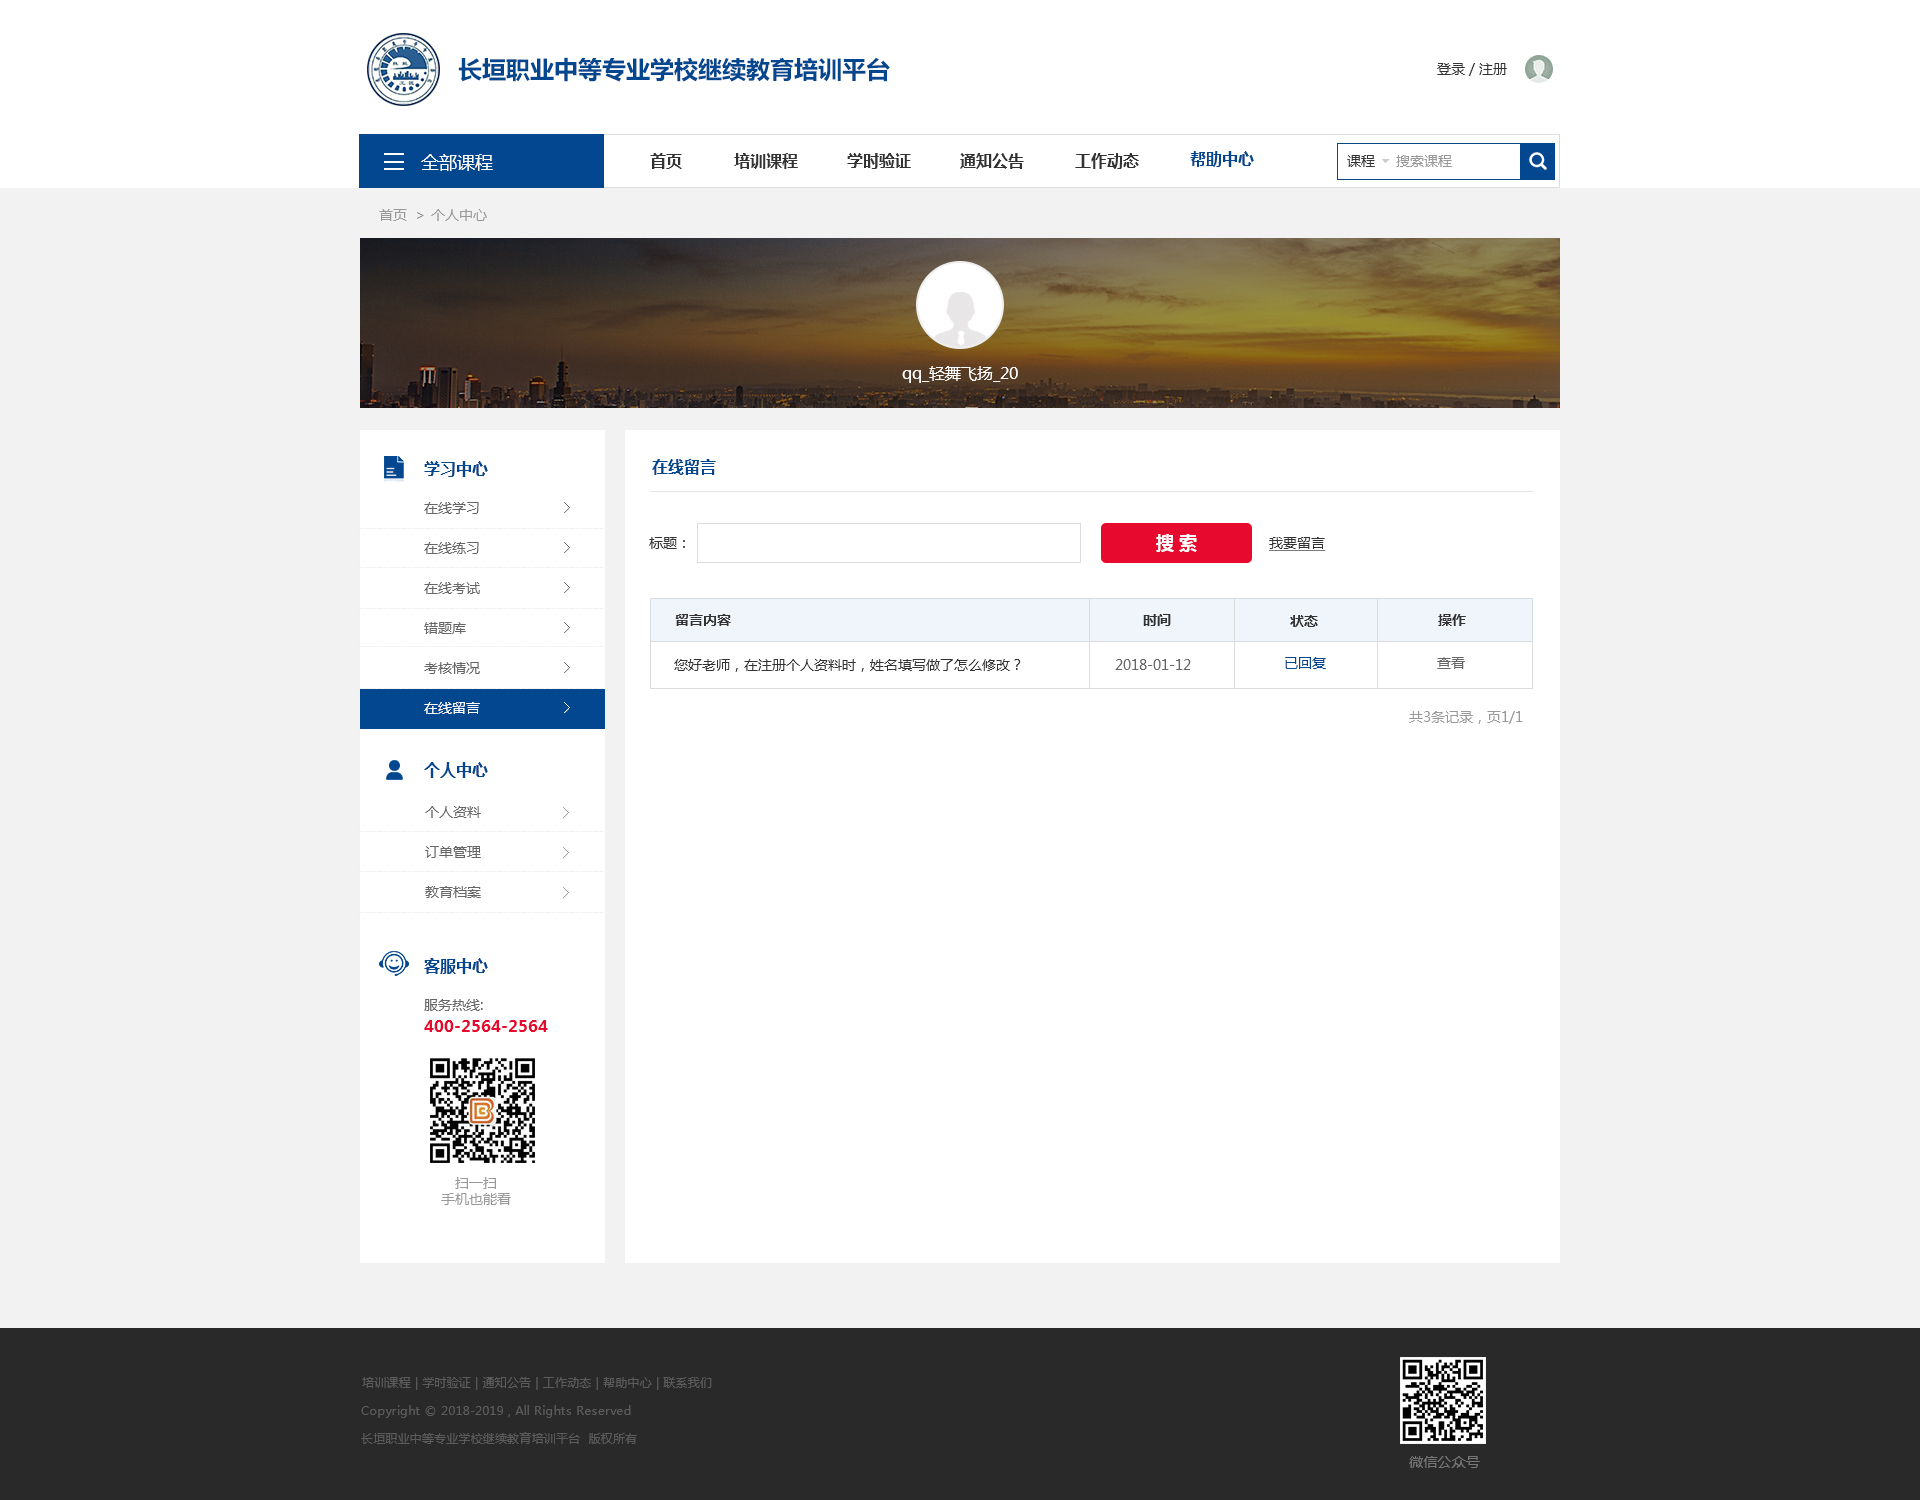 长垣职业中等专业学校继续教育培训平台
登录 / 注册
全部课程
首页 培训课程 学时验证 通知公告 工作动态 帮助中心
课程 搜索课程
首页 > 个人中心
qq_轻舞飞扬_20
学习中心
在线学习
在线练习
在线考试
错题库
考核情况
在线留言
个人中心
个人资料
订单管理
教育档案
客服中心
服务热线:
400-2564-2564
扫一扫
手机也能看
在线留言
标题：
搜 索
我要留言
留言内容 时间 状态 操作
您好老师，在注册个人资料时，姓名填写做了怎么修改？ 2018-01-12 已回复 查看
共3条记录，页1/1
培训课程 | 学时验证 | 通知公告 | 工作动态 | 帮助中心 | 联系我们
Copyright © 2018-2019 , All Rights Reserved
长垣职业中等专业学校继续教育培训平台 版权所有
微信公众号